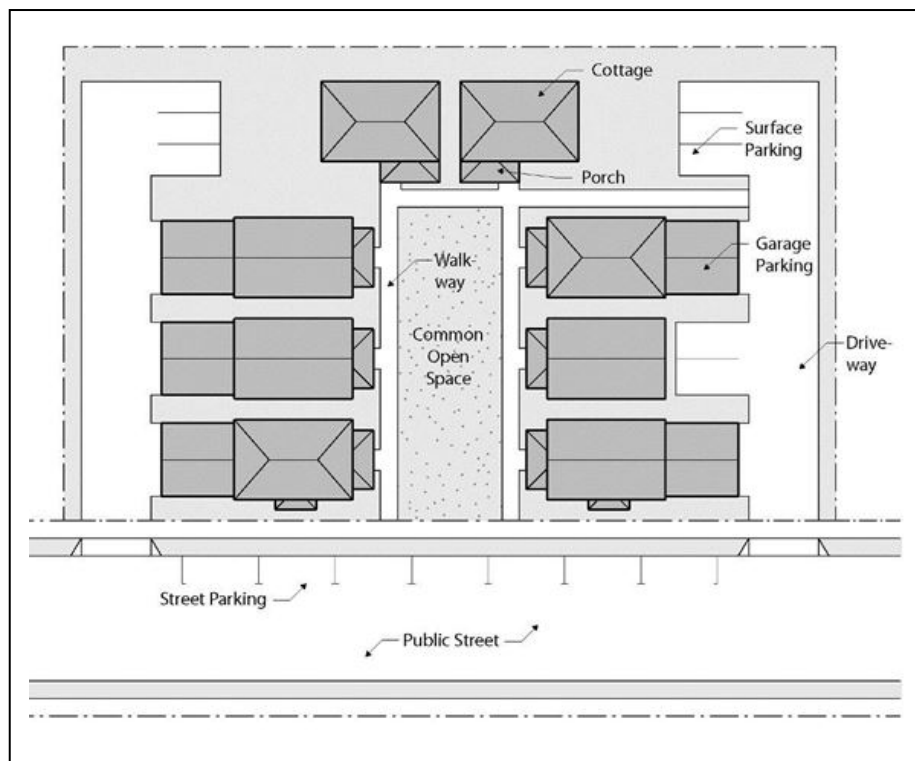 Cottage
Surface
Parking
Porch
Garage
Parking
Walk-
way
Common
Open
Space
Drive-
way
Street Parking
Public Street